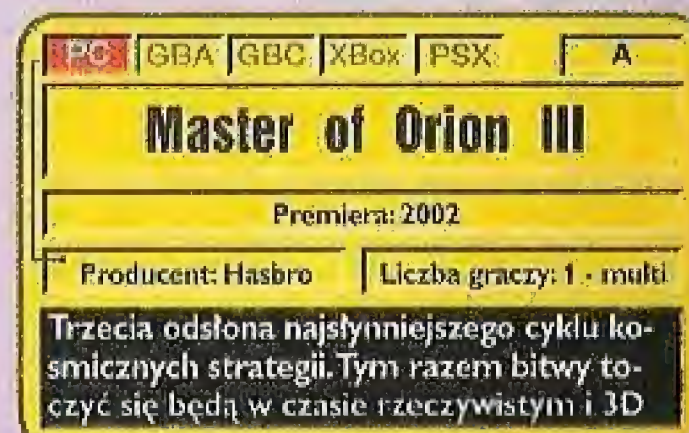 PC GBA GBC XBox PSX A
Master of Orion III
Premiera: 2002
Producent: Hasbro Liczba graczy: 1 - multi
Trzecia odsłona najsłynniejszego cyklu ko-
smicznych strategii. Tym razem bitwy to-
czyć się będą w czasie rzeczywistym i 3D